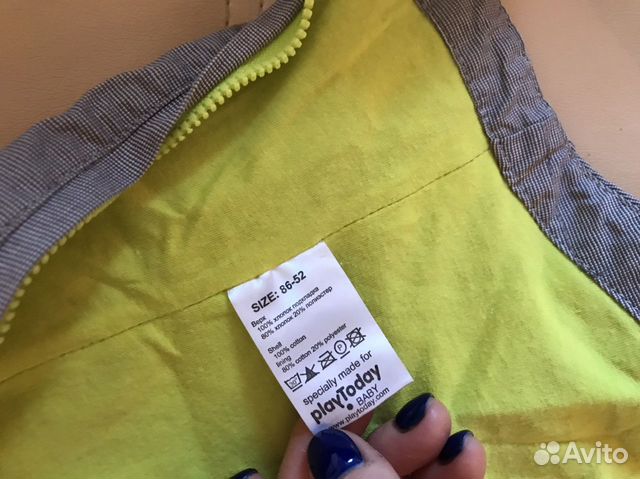 SIZE: 86-52
Верх
100% хлопок подкладка
80% хлопок 20% полиэстер
Shell
100% cotton
lining
80% cotton 20% polyester
P
specially made for
playToday
BABY
www.playtoday.com
Avito